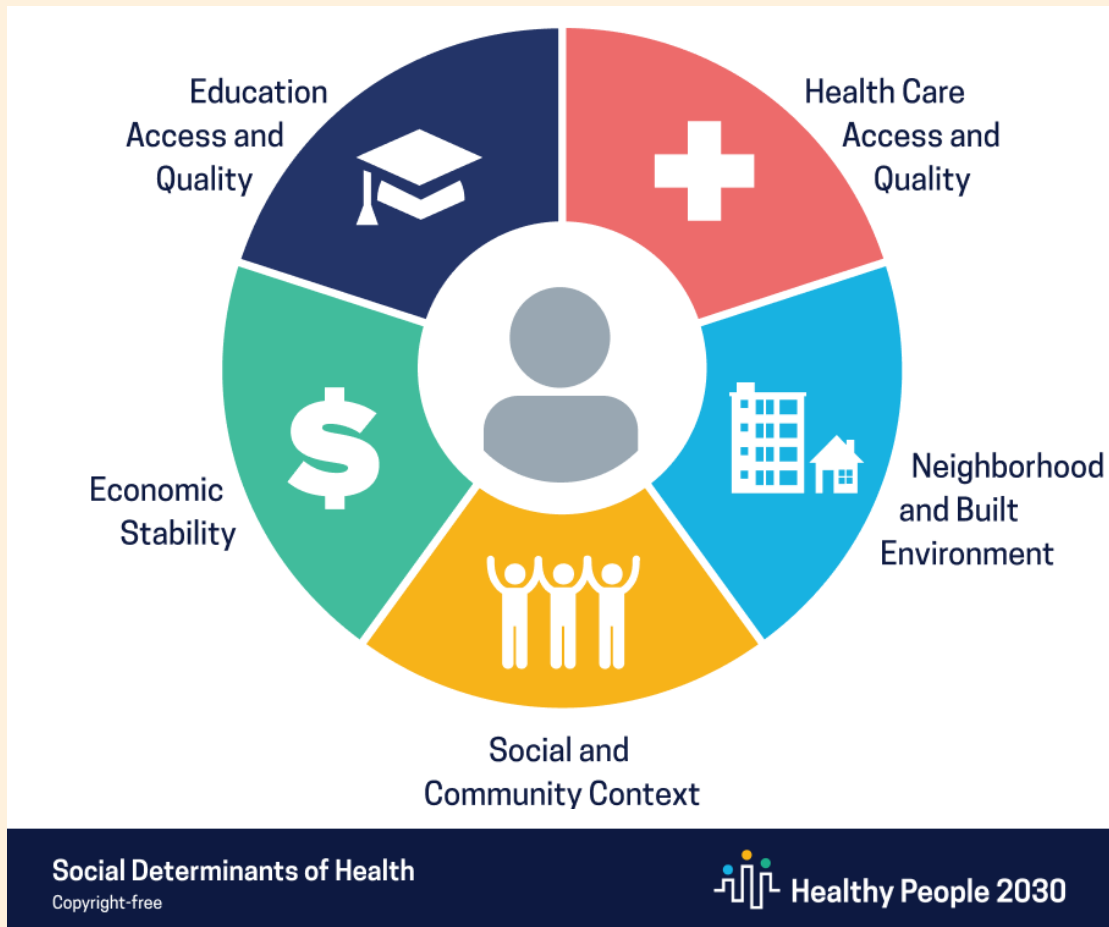 Education
Access and
Quality
Health Care
Access and
Quality
Economic
Stability
Neighborhood
and Built
Environment
Social and
Community Context
Social Determinants of Health
Copyright-free
Healthy People 2030